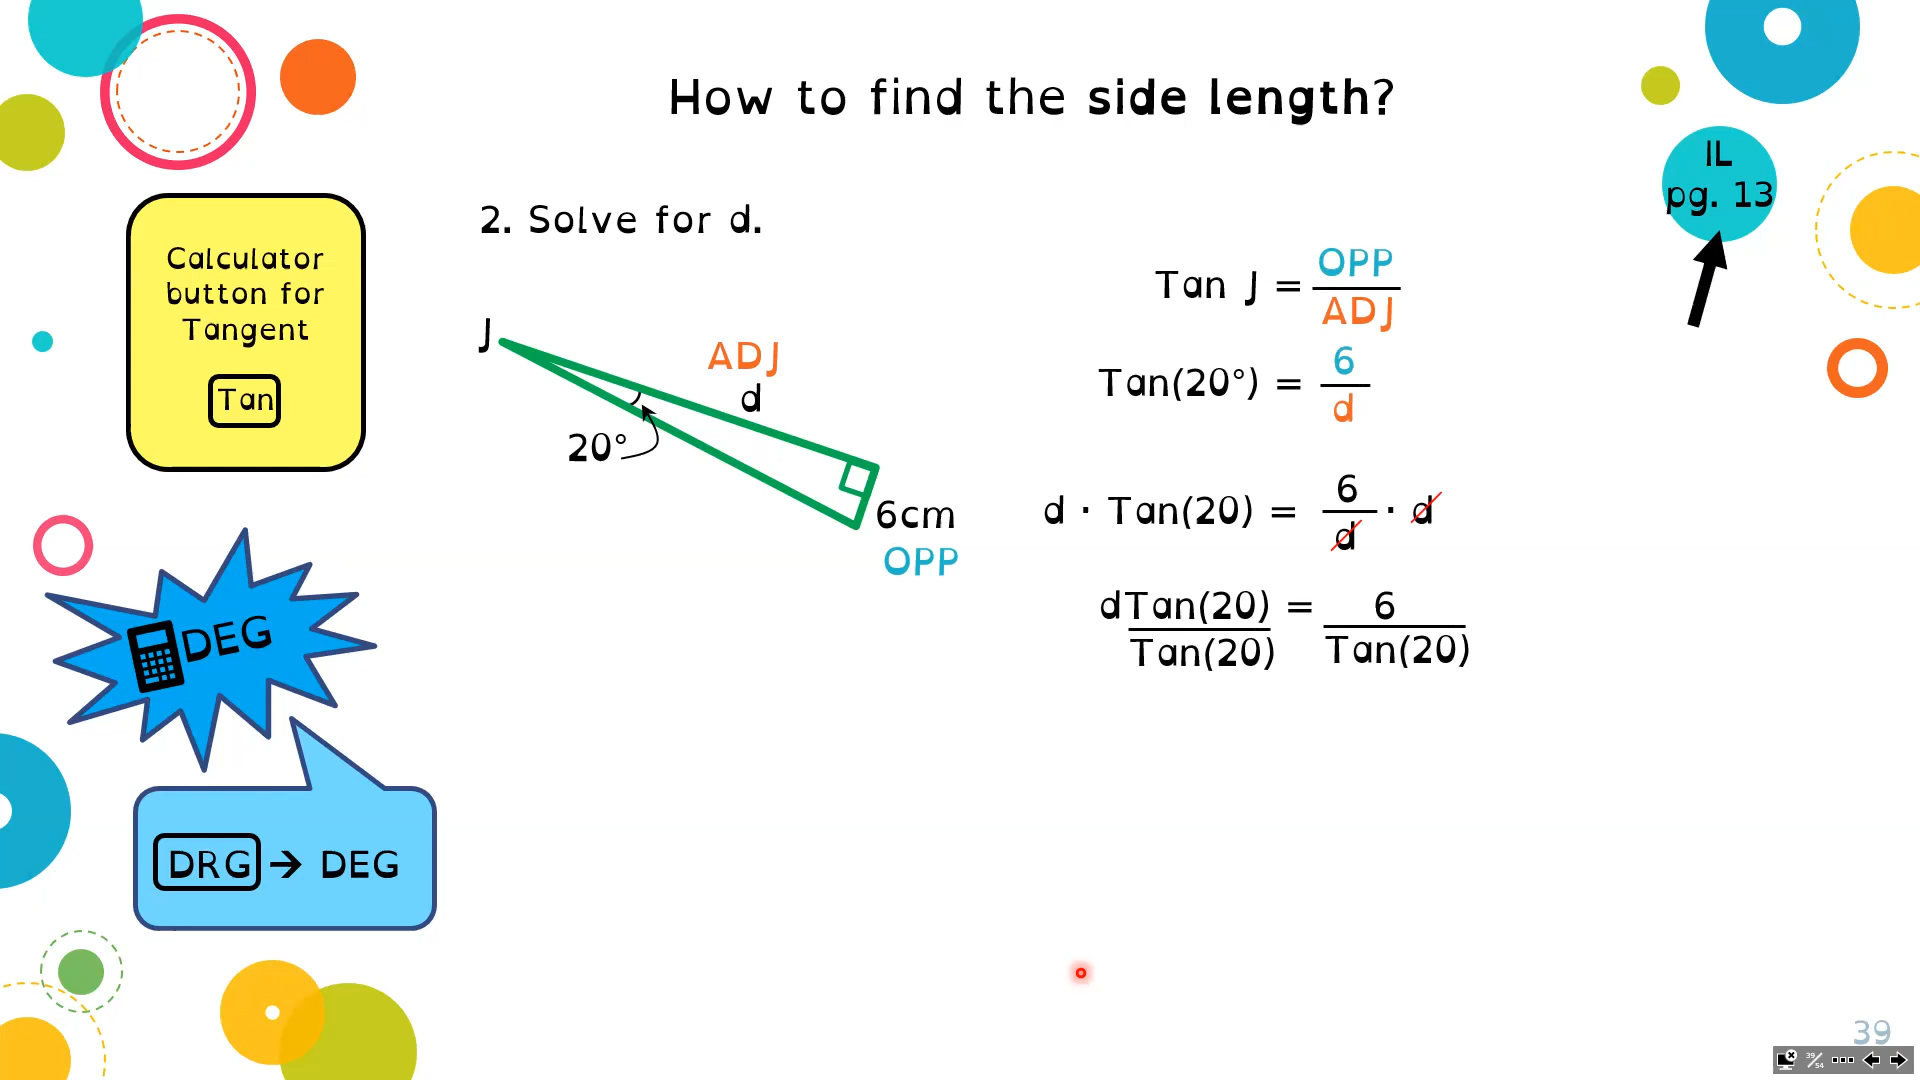 How to find the side length?
IL
pg. 13
Calculator
button for
Tangent
Tan
2. Solve for d.
J
ADJ
d
20°
6cm
OPP
Tan J = OPP
ADJ
Tan(20°) = 6
d
d · Tan(20) = 6 · d
d
dTan(20) = 6
Tan(20) Tan(20)
DEG
DRG → DEG
39
39/54